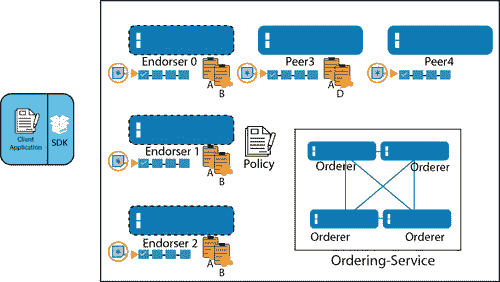 Endorser 0
A
B
Peer3
A
D
Peer4
Client
Application
SDK
Endorser 1
A
B
Policy
Endorser 2
A
B
Orderer
Orderer
Orderer
Orderer
Ordering-Service